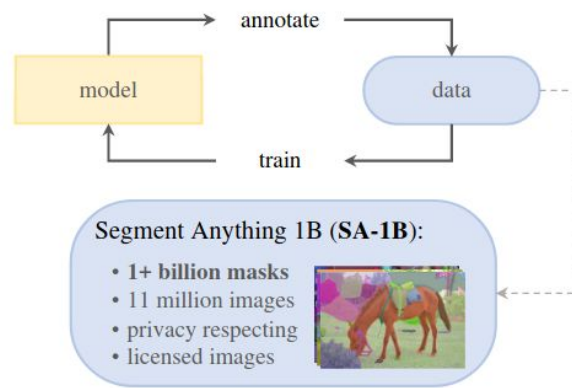 annotate
model
data
train
Segment Anything 1B (SA-1B):
• 1+ billion masks
• 11 million images
• privacy respecting
• licensed images